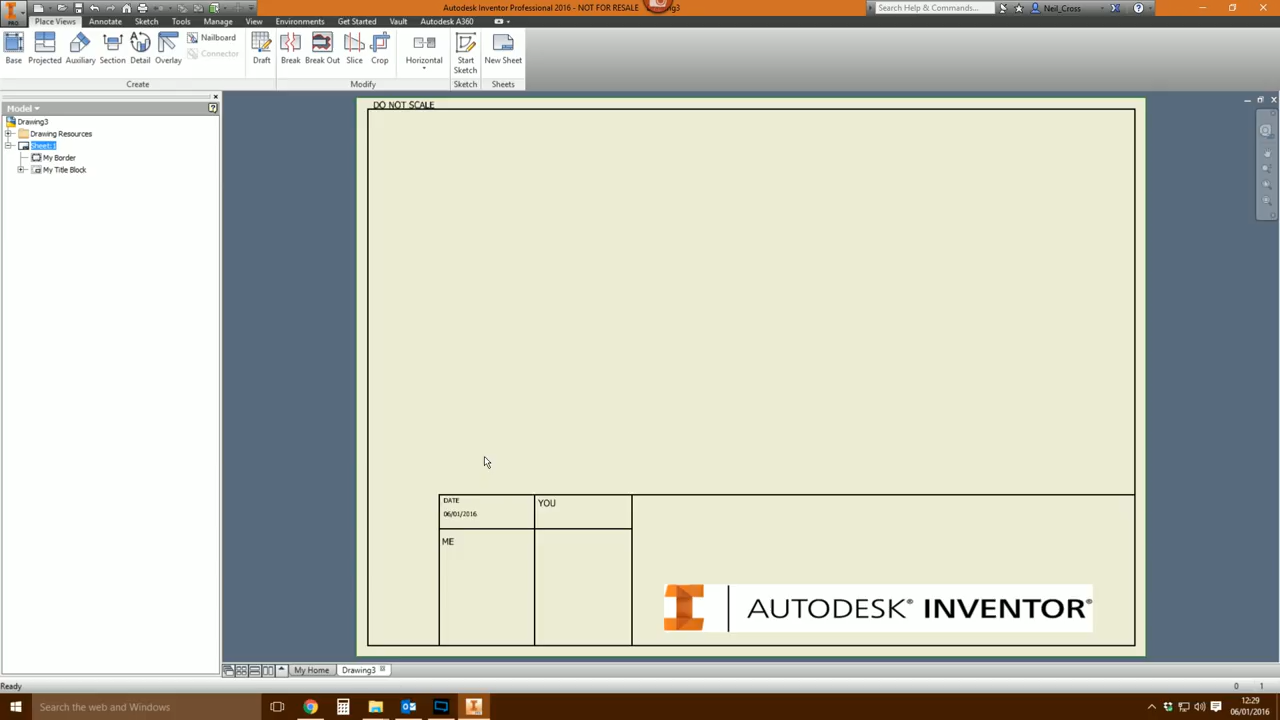 Autodesk Inventor Professional 2016 - NOT FOR RESALE
Search Help & Commands...
Neil_Cross
PRO
Place Views
Annotate
Sketch
Tools
Manage
View
Environments
Get Started
Vault
Autodesk A360
Base
Projected
Auxiliary
Section
Detail
Overlay
Nailboard
Connector
Draft
Break
Break Out
Slice
Crop
Horizontal
Start
Sketch
New Sheet
Create
Modify
Sketch
Sheets
Model
Drawing3
Drawing Resources
Sheet:1
My Border
My Title Block
DO NOT SCALE
DATE
06/01/2016
YOU
ME
AUTODESK® INVENTOR®
My Home
Drawing3
Ready
0
1
Search the web and Windows
12:29
06/01/2016